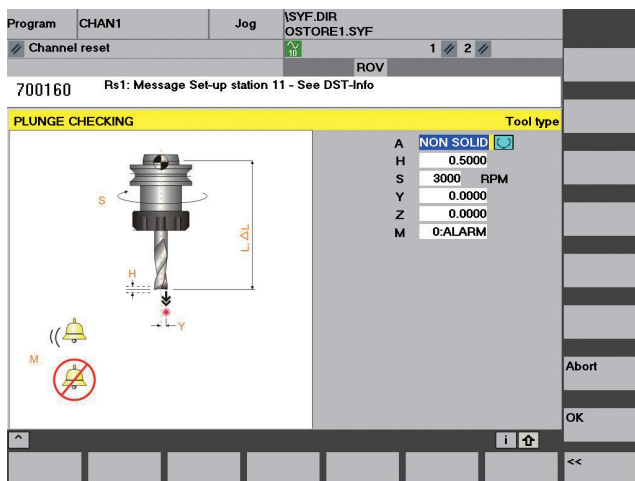 Program CHAN1 Jog \SYF.DIR
OSTORE1.SYF
Channel reset 10 1 2
ROV
700160 Rs1: Message Set-up station 11 - See DST-Info
PLUNGE CHECKING Tool type
A NON SOLID
H 0.5000
S 3000 RPM
Y 0.0000
Z 0.0000
M 0:ALARM
S
L, ΔL
H
Y
M
Abort
OK
^ i
<<